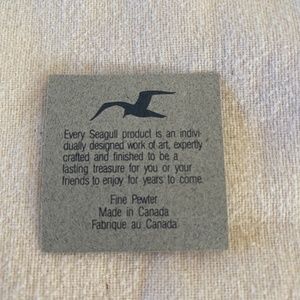 Every Seagull product is an indivi-
dually designed work of art, expertly
crafted and finished to be a
lasting treasure for you or your
friends to enjoy for years to come.
Fine Pewter
Made in Canada
Fabrique au Canada